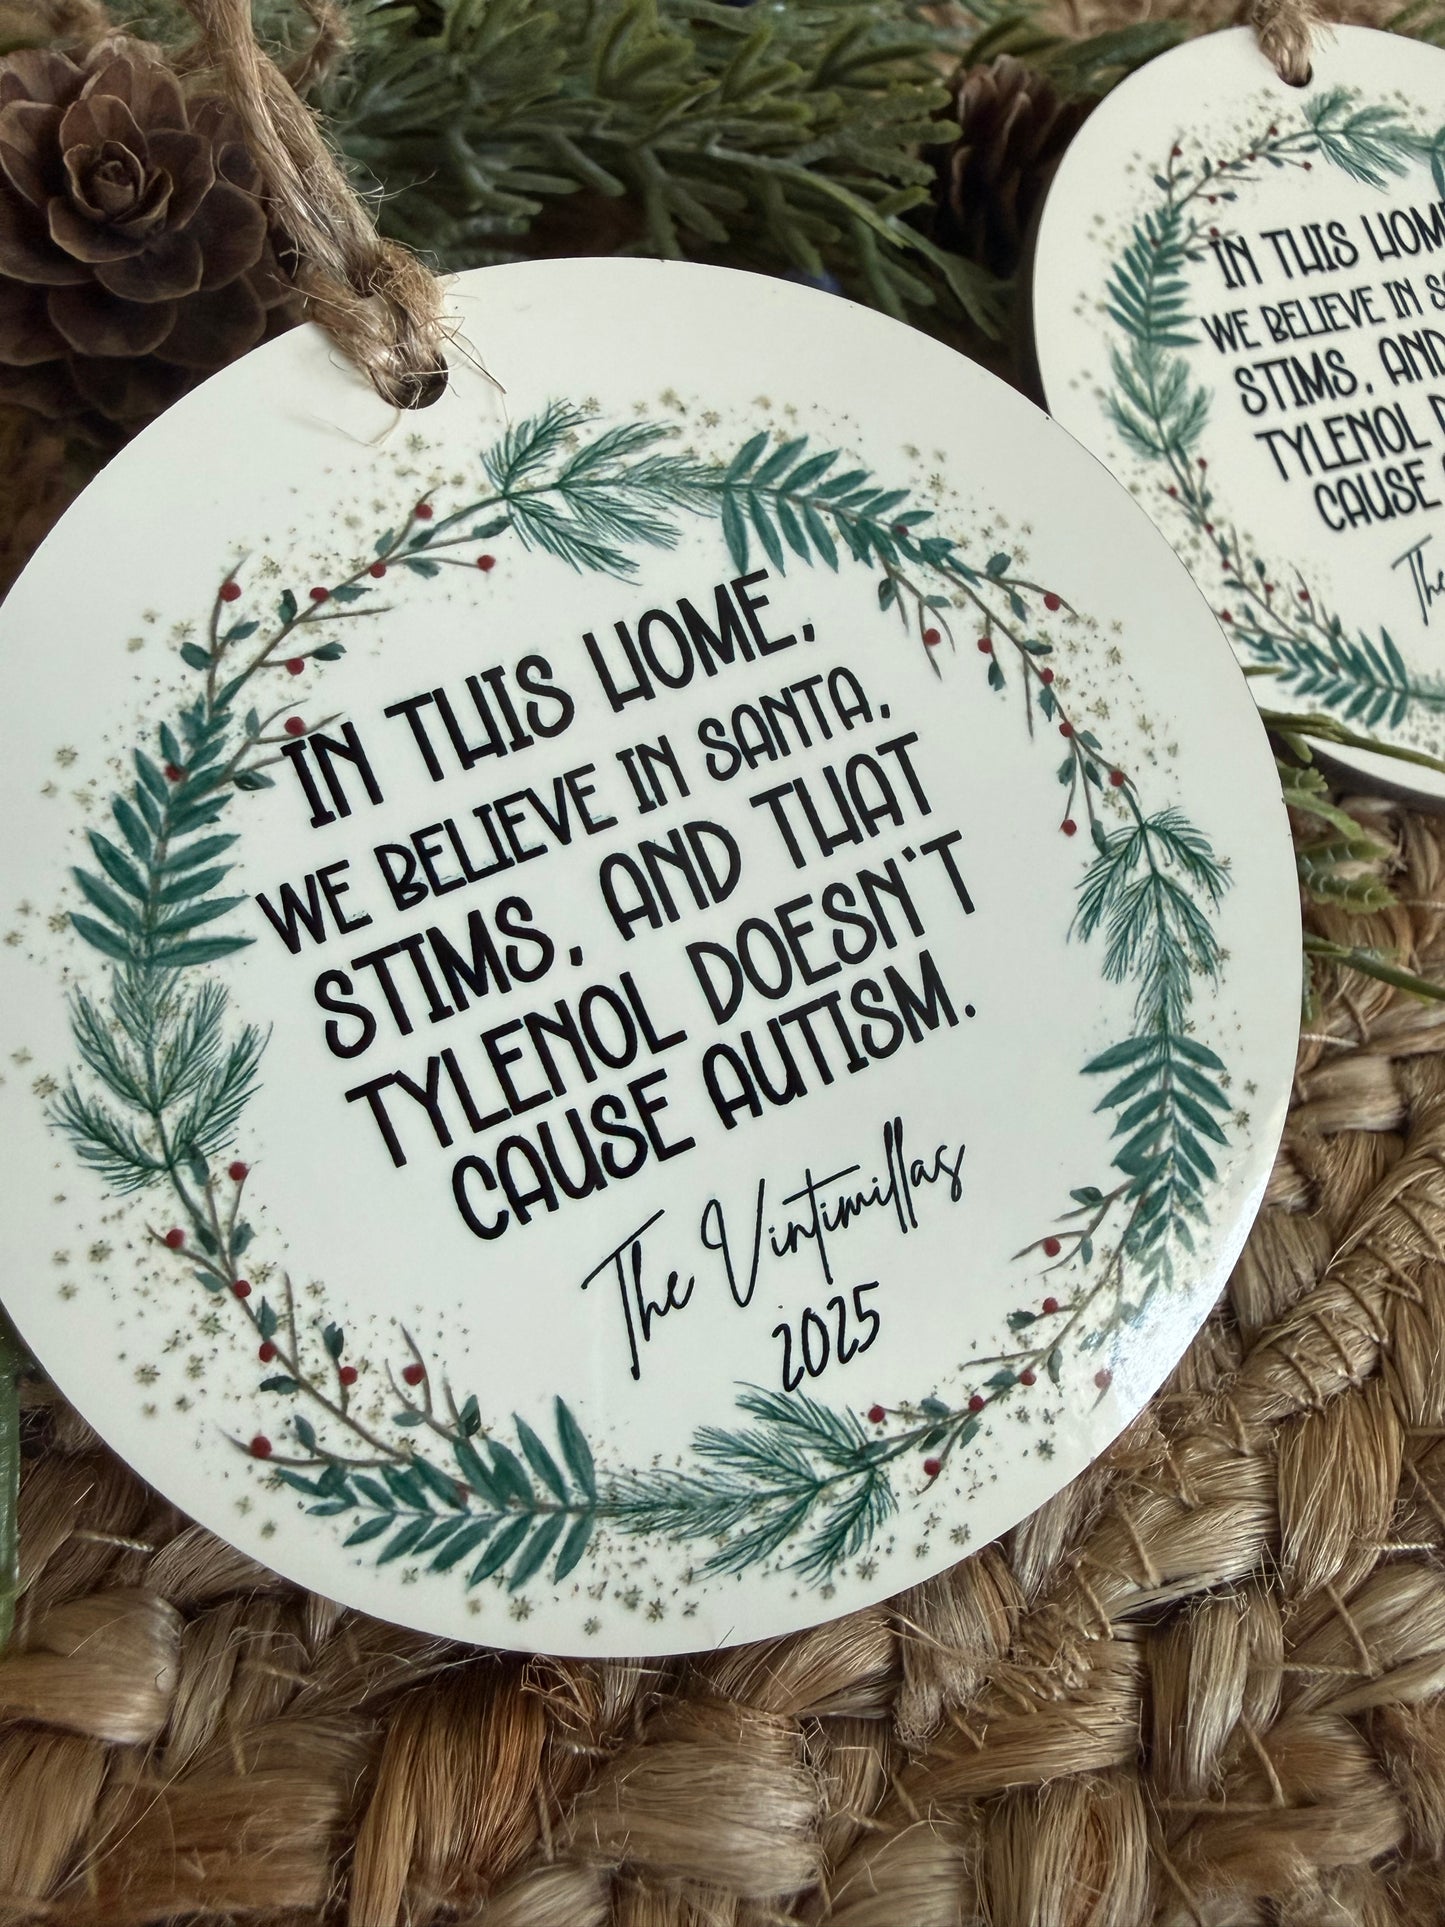 IN THIS HOME,
WE BELIEVE IN SANTA,
STIMS, AND THAT
TYLENOL DOESN'T
CAUSE AUTISM.
The Vintimillas
2025
IN THIS
WE BELIEVE IN
STIMS, AND
TYLENOL
CAUSE
The